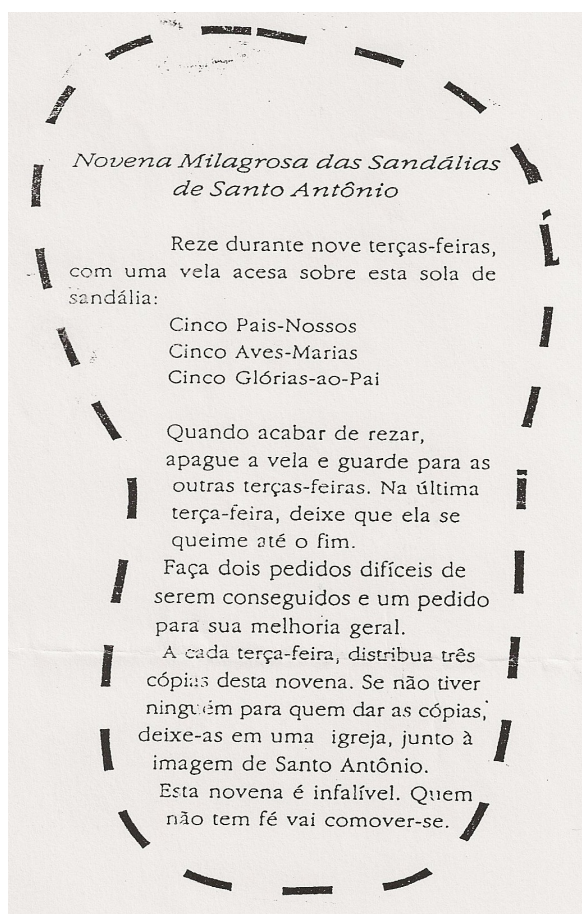 Novena Milagrosa das Sandálias
de Santo Antônio
Reze durante nove terças-feiras,
com uma vela acesa sobre esta sola de
sandália:
Cinco Pais-Nossos
Cinco Aves-Marias
Cinco Glórias-ao-Pai
Quando acabar de rezar,
apague a vela e guarde para as
outras terças-feiras. Na última
terça-feira, deixe que ela se
queime até o fim.
Faça dois pedidos difíceis de
serem conseguidos e um pedido
para sua melhoria geral.
A cada terça-feira, distribua três
cópias desta novena. Se não tiver
ninguém para quem dar as cópias,
deixe-as em uma igreja, junto à
imagem de Santo Antônio.
Esta novena é infalível. Quem
não tem fé vai comover-se.